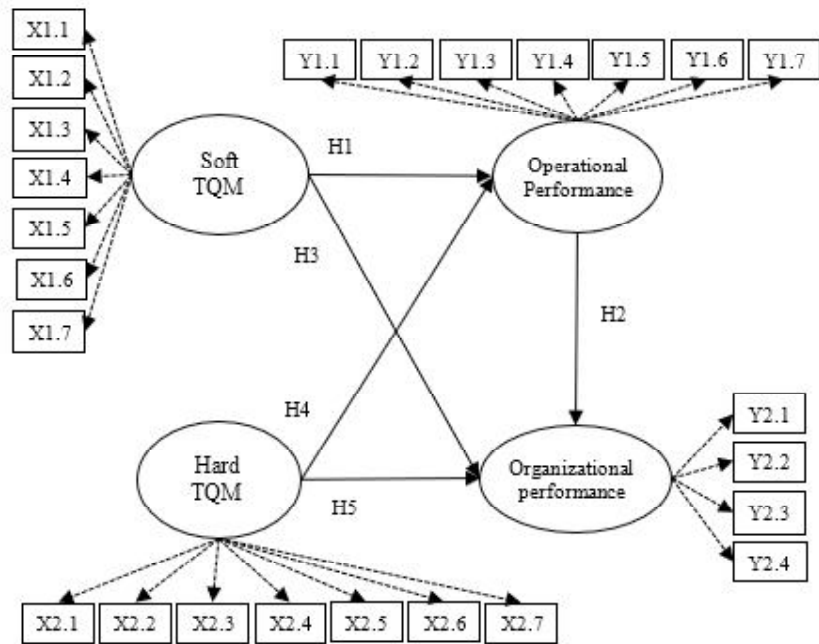 X1.1
X1.2
X1.3
X1.4
X1.5
X1.6
X1.7
Soft
TQM
Y1.1 Y1.2 Y1.3 Y1.4 Y1.5 Y1.6 Y1.7
Operational
Performance
H1
H3
H2
H4
H5
Hard
TQM
Organizational
performance
Y2.1
Y2.2
Y2.3
Y2.4
X2.1 X2.2 X2.3 X2.4 X2.5 X2.6 X2.7